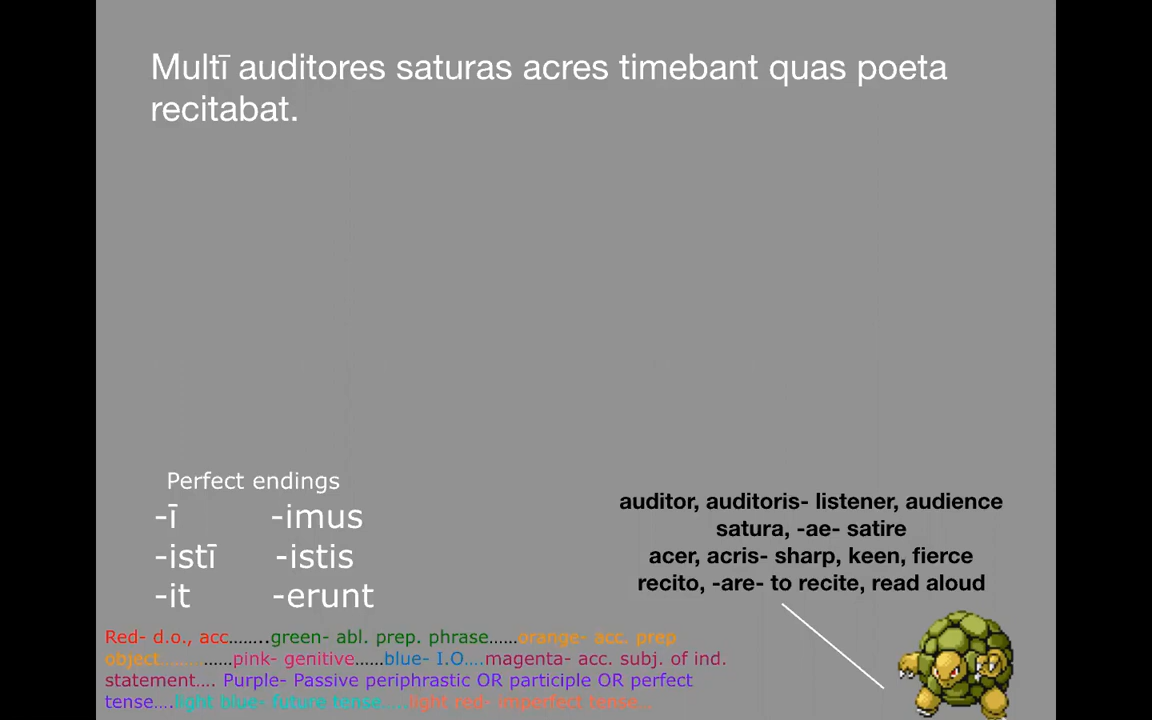 Multī auditores saturas acres timebant quas poeta
recitabat.
Perfect endings
-ī -imus
-istī -istis
-it -erunt
auditor, auditoris- listener, audience
satura, -ae- satire
acer, acris- sharp, keen, fierce
recito, -are- to recite, read aloud
Red- d.o., acc……..green- abl. prep. phrase……orange- acc. prep
object…………….pink- genitive……blue- I.O….magenta- acc. subj. of ind.
statement…. Purple- Passive periphrastic OR participle OR perfect
tense….light blue- future tense…..light red- imperfect tense…